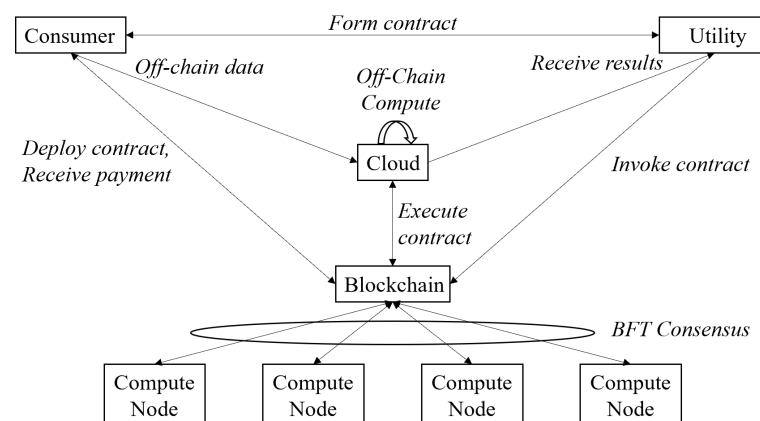 Form contract
Consumer
Utility
Off-chain data
Receive results
Off-Chain
Compute
Deploy contract,
Receive payment
Cloud
Invoke contract
Execute
contract
Blockchain
BFT Consensus
Compute
Node
Compute
Node
Compute
Node
Compute
Node